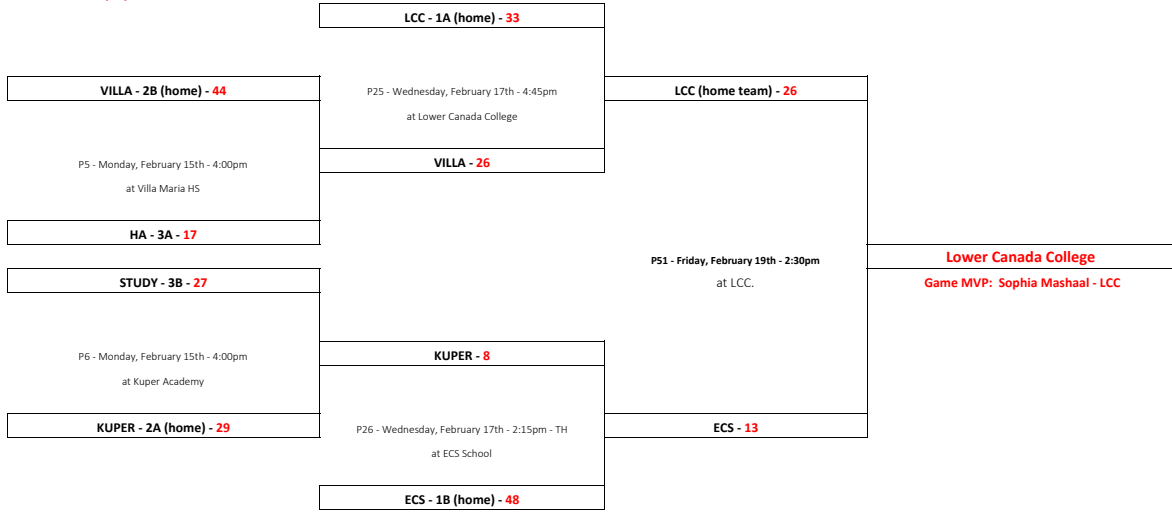 LCC - 1A (home) - 33
VILLA - 2B (home) - 44
P25 - Wednesday, February 17th - 4:45pm
at Lower Canada College
LCC (home team) - 26
P5 - Monday, February 15th - 4:00pm
at Villa Maria HS
VILLA - 26
HA - 3A - 17
STUDY - 3B - 27
P51 - Friday, February 19th - 2:30pm
at LCC.
Lower Canada College
Game MVP: Sophia Mashaal - LCC
P6 - Monday, February 15th - 4:00pm
at Kuper Academy
KUPER - 8
KUPER - 2A (home) - 29
P26 - Wednesday, February 17th - 2:15pm - TH
at ECS School
ECS - 13
ECS - 1B (home) - 48